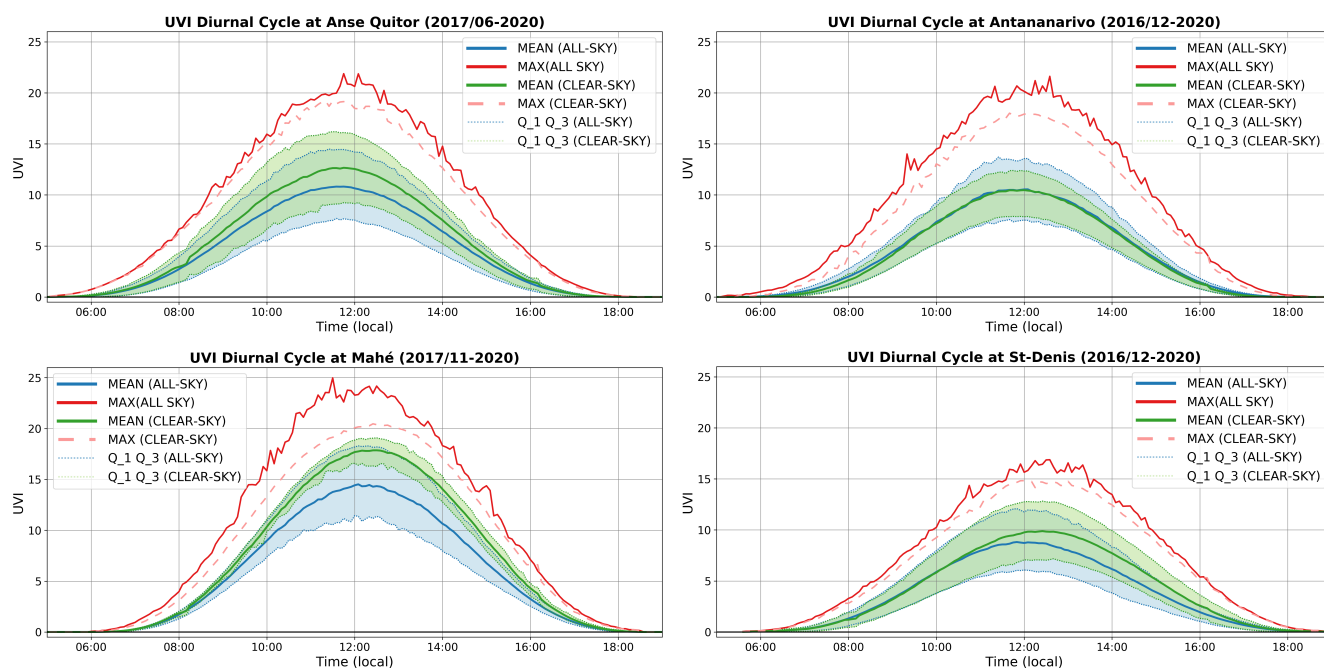 UVI Diurnal Cycle at Anse Quitor (2017/06-2020)
25
20
15
10
5
0
UVI
06:00 08:00 10:00 12:00 14:00 16:00 18:00
Time (local)
MEAN (ALL-SKY)
MAX(ALL SKY)
MEAN (CLEAR-SKY)
MAX (CLEAR-SKY)
Q_1 Q_3 (ALL-SKY)
Q_1 Q_3 (CLEAR-SKY)
UVI Diurnal Cycle at Antananarivo (2016/12-2020)
25
20
15
10
5
0
UVI
06:00 08:00 10:00 12:00 14:00 16:00 18:00
Time (local)
MEAN (ALL-SKY)
MAX(ALL SKY)
MEAN (CLEAR-SKY)
MAX (CLEAR-SKY)
Q_1 Q_3 (ALL-SKY)
Q_1 Q_3 (CLEAR-SKY)
UVI Diurnal Cycle at Mahé (2017/11-2020)
25
20
15
10
5
0
UVI
06:00 08:00 10:00 12:00 14:00 16:00 18:00
Time (local)
MEAN (ALL-SKY)
MAX(ALL SKY)
MEAN (CLEAR-SKY)
MAX (CLEAR-SKY)
Q_1 Q_3 (ALL-SKY)
Q_1 Q_3 (CLEAR-SKY)
UVI Diurnal Cycle at St-Denis (2016/12-2020)
25
20
15
10
5
0
UVI
06:00 08:00 10:00 12:00 14:00 16:00 18:00
Time (local)
MEAN (ALL-SKY)
MAX(ALL SKY)
MEAN (CLEAR-SKY)
MAX (CLEAR-SKY)
Q_1 Q_3 (ALL-SKY)
Q_1 Q_3 (CLEAR-SKY)